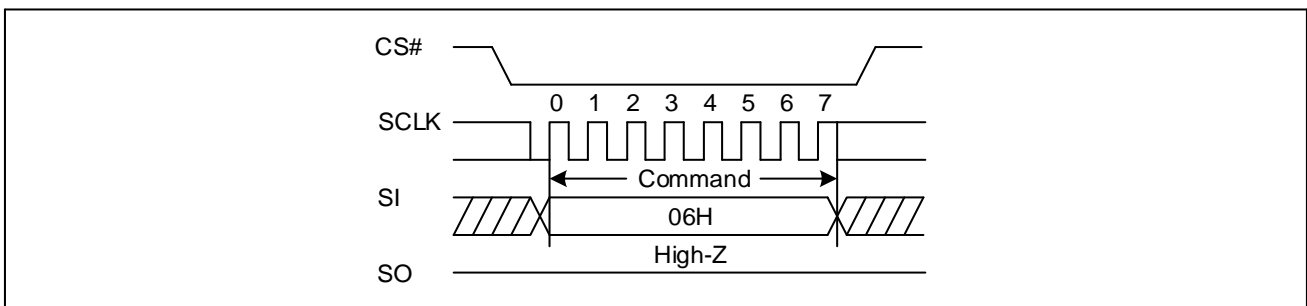 CS#
0 1 2 3 4 5 6 7
SCLK
Command
SI
06H
High-Z
SO